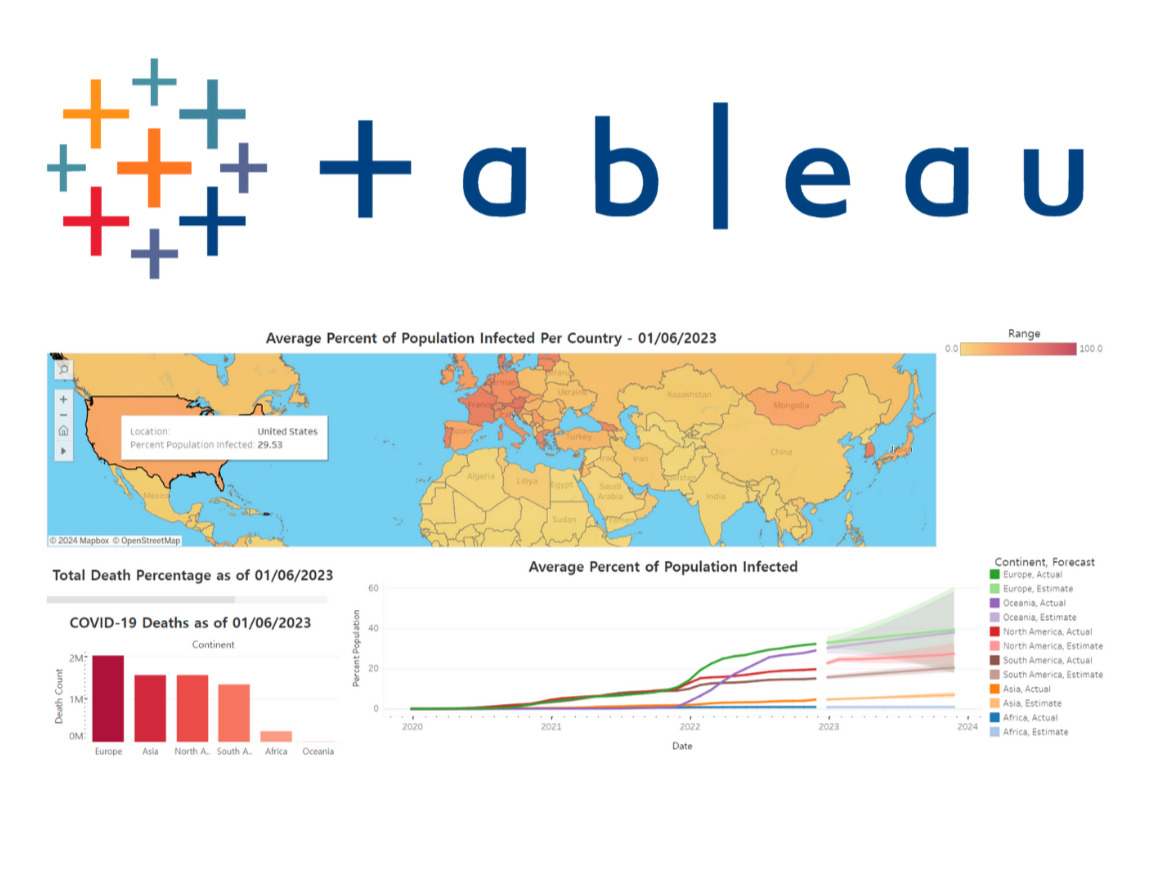 tableau
Average Percent of Population Infected Per Country - 01/06/2023
Range
0.0 100.0
Location: United States
Percent Population Infected: 29.53
German
Ukraine
France
Kazakhstan
Mongolia
Spain
Turkey
China
Iran
Algeria
Libya
Egypt
Saudi
Arabia
India
Mexico
Sudan
Yemen
© 2024 Mapbox © OpenStreetMap
Total Death Percentage as of 01/06/2023
COVID-19 Deaths as of 01/06/2023
Continent
Death Count
2M
1M
0M
Europe Asia North A.. South A.. Africa Oceania
Average Percent of Population Infected
Percent Population
60
40
20
0
2020 2021 2022 2023 2024
Date
Continent, Forecast
Europe, Actual
Europe, Estimate
Oceania, Actual
Oceania, Estimate
North America, Actual
North America, Estimate
South America, Actual
South America, Estimate
Asia, Actual
Asia, Estimate
Africa, Actual
Africa, Estimate